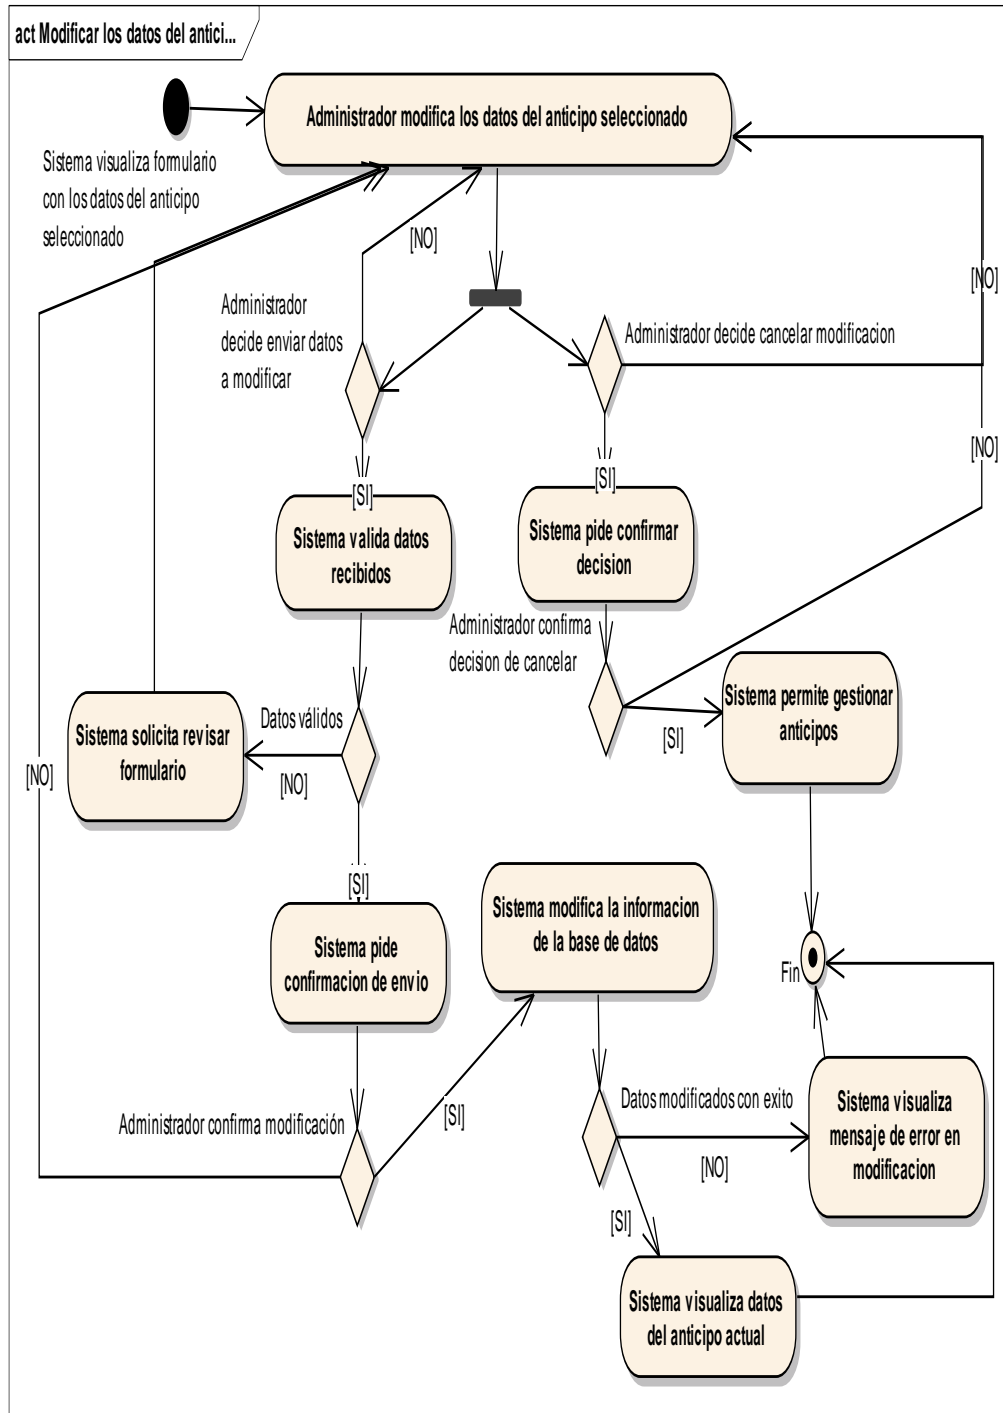 act Modificar los datos del antici...
Administrador modifica los datos del anticipo seleccionado
Sistema visualiza formulario
con los datos del anticipo
seleccionado
[NO]
[NO]
Administrador
decide enviar datos
a modificar
Administrador decide cancelar modificacion
[NO]
[SI]
[SI]
Sistema valida datos
recibidos
Sistema pide confirmar
decision
Administrador confirma
decision de cancelar
Sistema permite gestionar
anticipos
[SI]
Sistema solicita revisar
formulario
Datos válidos
[NO]
[NO]
[SI]
Sistema modifica la informacion
de la base de datos
Sistema pide
confirmacion de envio
Fin
Administrador confirma modificación
[SI]
Datos modificados con exito
[NO]
Sistema visualiza
mensaje de error en
modificacion
[SI]
Sistema visualiza datos
del anticipo actual